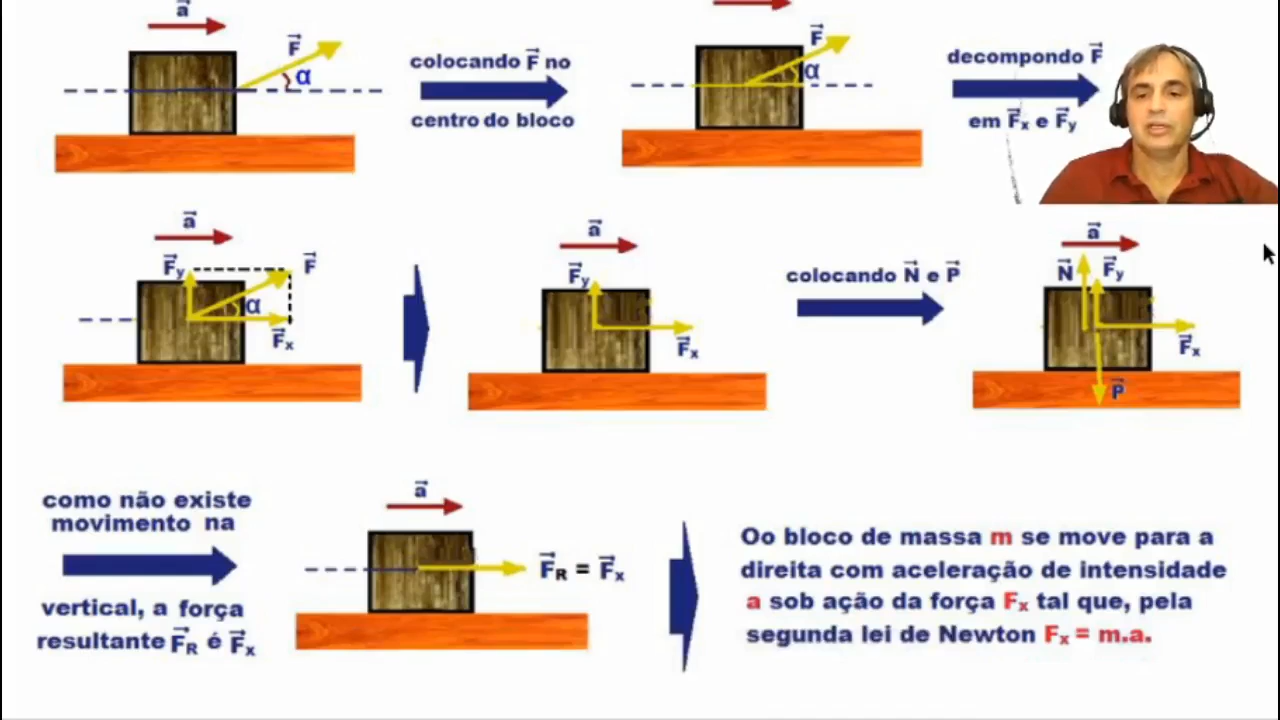 a
F
α
colocando F no
centro do bloco
F
α
decompondo F
em Fx e Fy
a
Fy
F
α
Fx
a
Fy
Fx
colocando N e P
a
N
Fy
Fx
P
como não existe
movimento na
vertical, a força
resultante FR é Fx
a
FR = Fx
Oo bloco de massa m se move para a
direita com aceleração de intensidade
a sob ação da força Fx tal que, pela
segunda lei de Newton Fx = m.a.